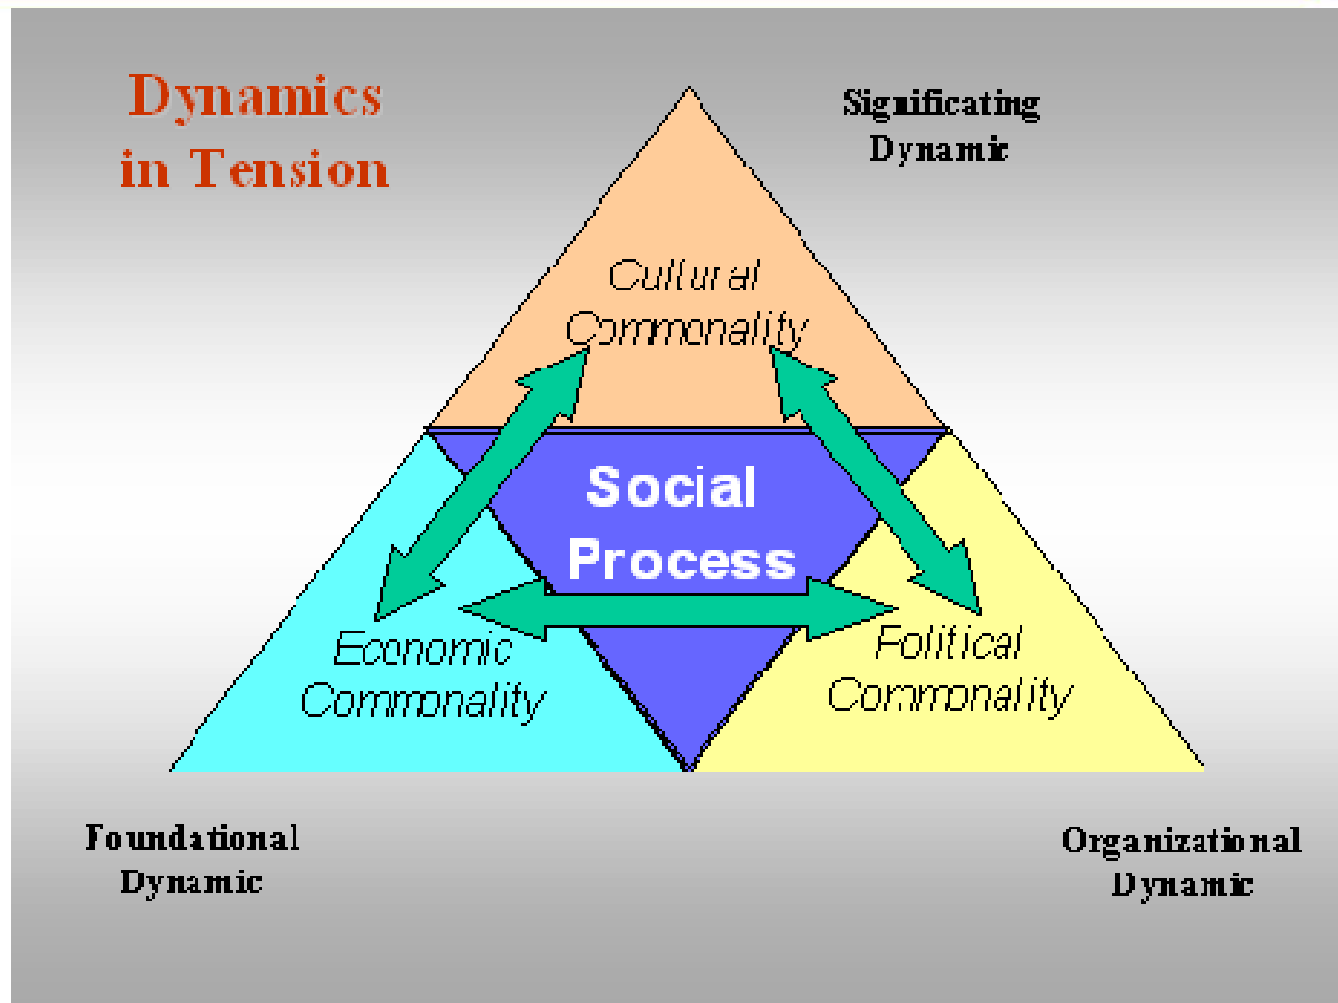 Dynamics
in Tension
Significating
Dynamic
Cultural
Commonality
Social
Process
Economic
Commonality
Political
Commonality
Foundational
Dynamic
Organizational
Dynamic